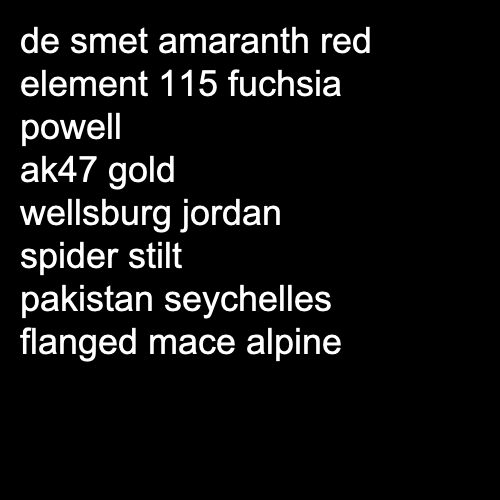 de smet amaranth red
element 115 fuchsia
powell
ak47 gold
wellsburg jordan
spider stilt
pakistan seychelles
flanged mace alpine